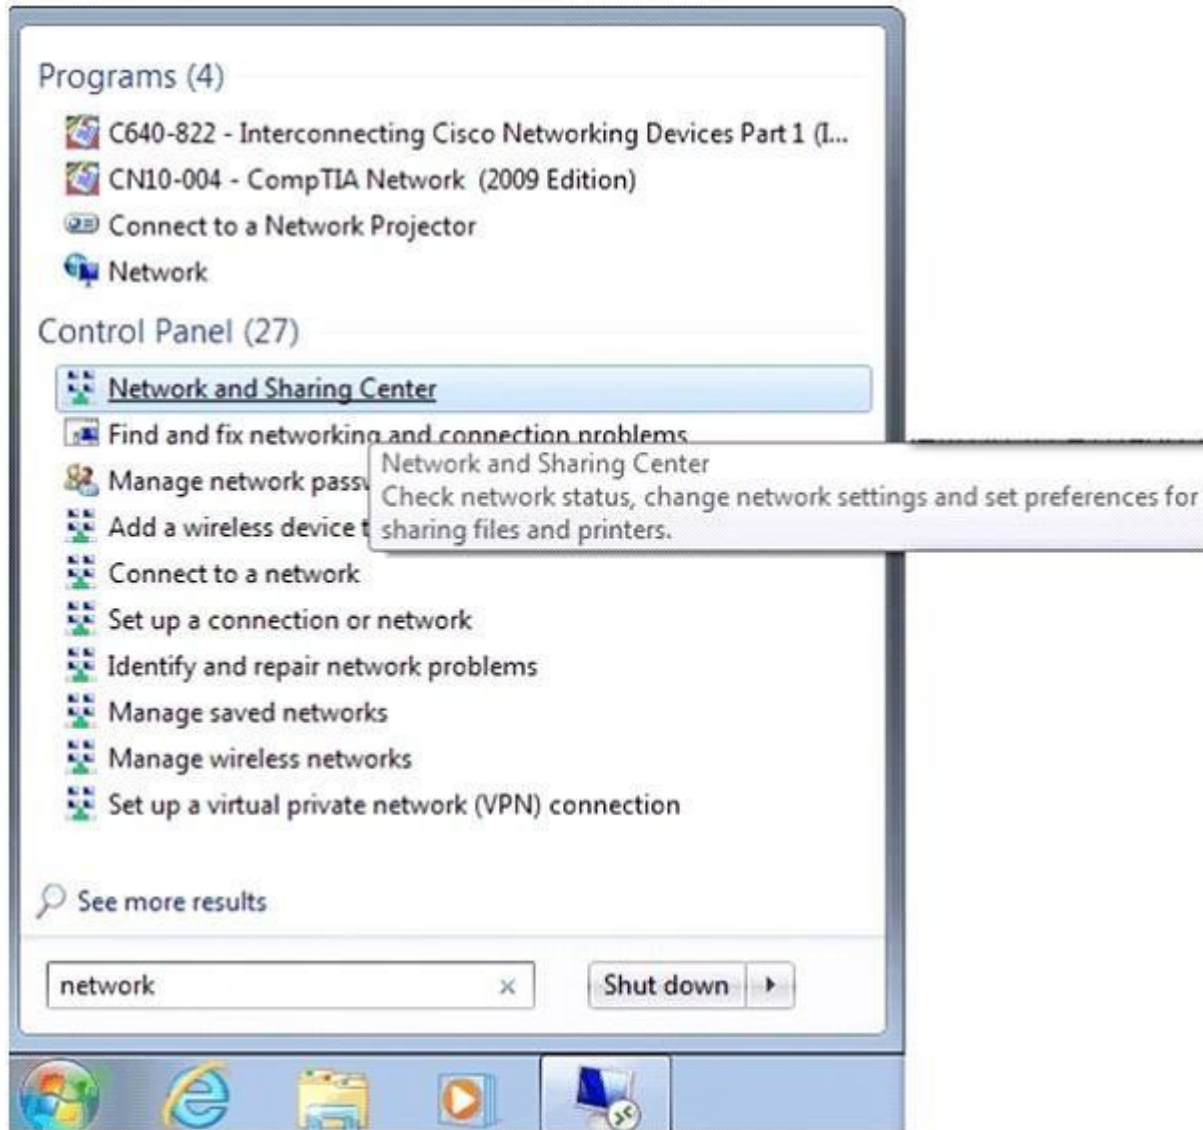 Programs (4)
C640-822 - Interconnecting Cisco Networking Devices Part 1 (I...
CN10-004 - CompTIA Network (2009 Edition)
Connect to a Network Projector
Network
Control Panel (27)
Network and Sharing Center
Find and fix networking and connection problems
Manage network passw
Add a wireless device t
Network and Sharing Center
Check network status, change network settings and set preferences for
sharing files and printers.
Connect to a network
Set up a connection or network
Identify and repair network problems
Manage saved networks
Manage wireless networks
Set up a virtual private network (VPN) connection
See more results
network
Shut down